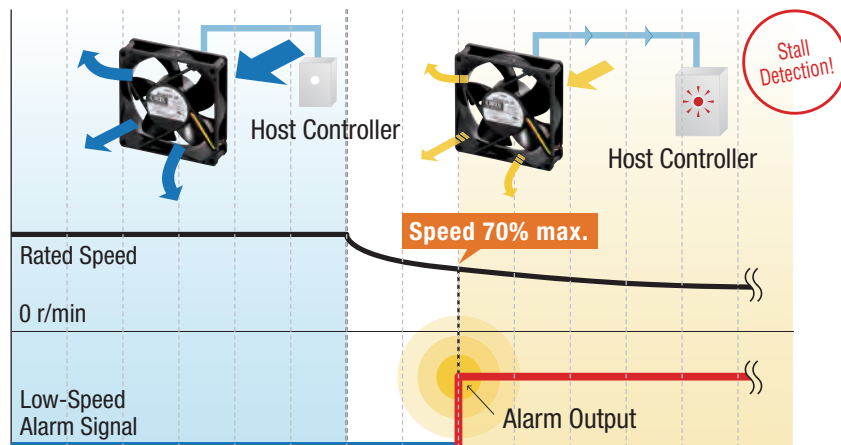 Stall
Detection!
Host Controller
Host Controller
Speed 70% max.
Rated Speed
0 r/min
Low-Speed
Alarm Signal
Alarm Output